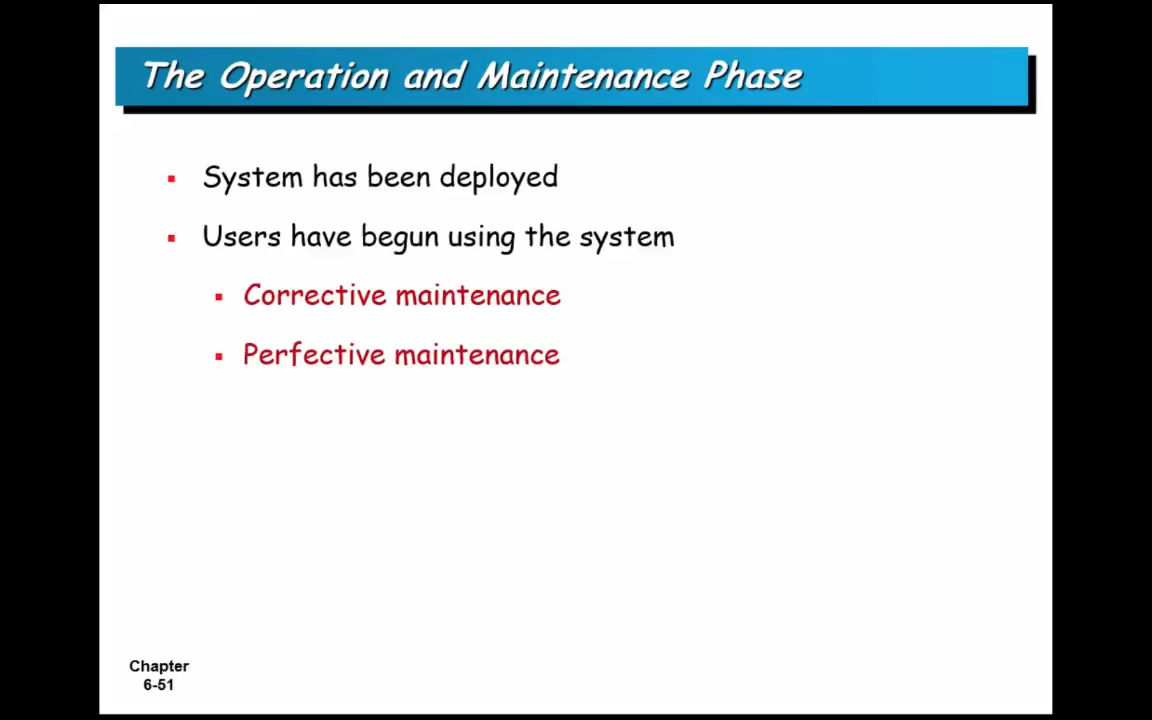 The Operation and Maintenance Phase
System has been deployed
Users have begun using the system
Corrective maintenance
Perfective maintenance
Chapter
6-51